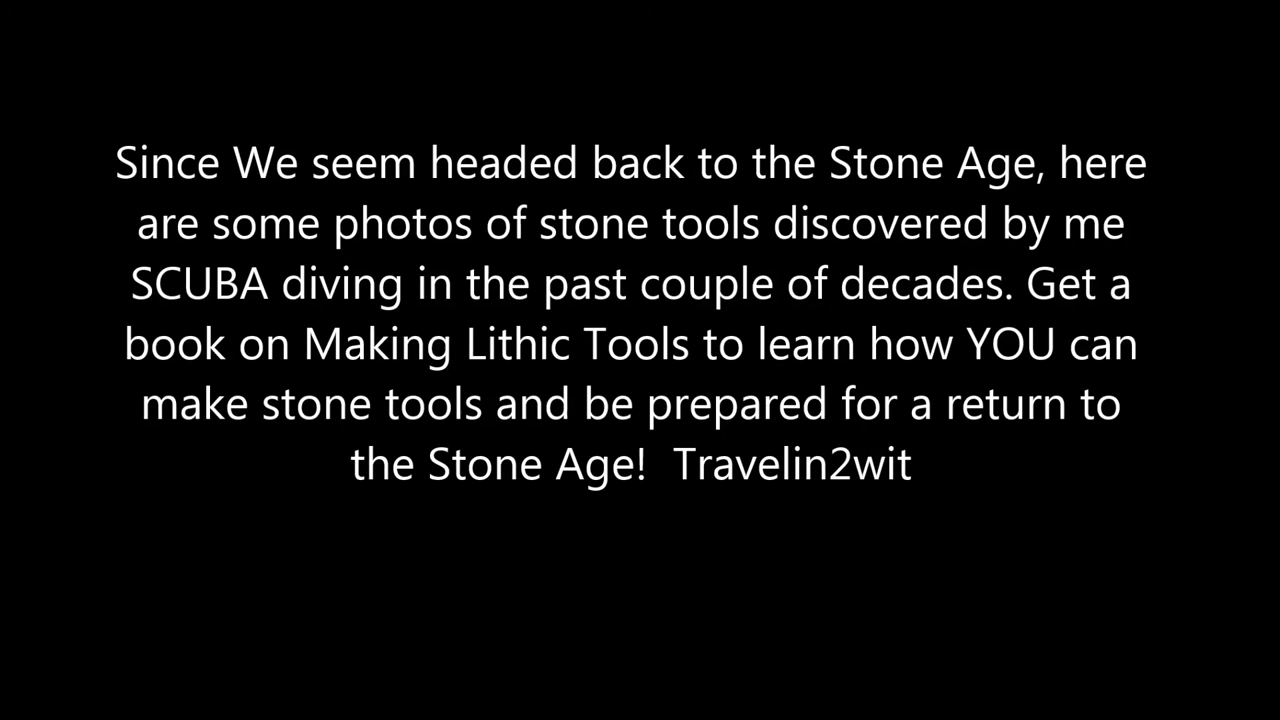 Since We seem headed back to the Stone Age, here
are some photos of stone tools discovered by me
SCUBA diving in the past couple of decades. Get a
book on Making Lithic Tools to learn how YOU can
make stone tools and be prepared for a return to
the Stone Age!  Travelin2wit